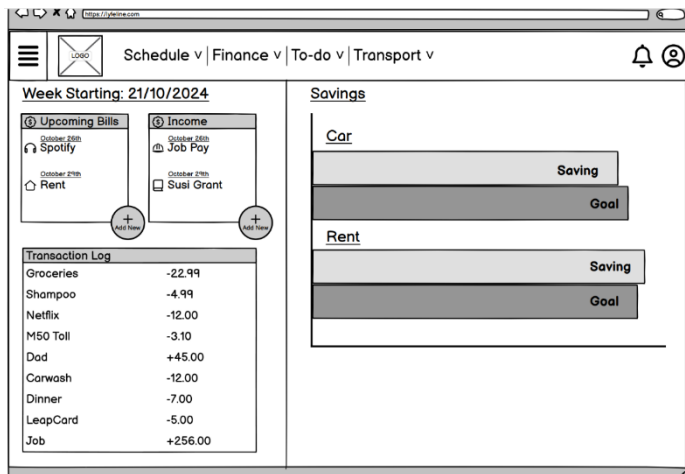 https://lyfeline.com
LOGO
Schedule v Finance v To-do v Transport v
Week Starting: 21/10/2024
Upcoming Bills
October 26th
Spotify
October 29th
Rent
Add New
Income
October 26th
Job Pay
October 29th
Susi Grant
Add New
Transaction Log
Groceries -22.99
Shampoo -4.99
Netflix -12.00
M50 Toll -3.10
Dad +45.00
Carwash -12.00
Dinner -7.00
LeapCard -5.00
Job +256.00
Savings
Car
Saving
Goal
Rent
Saving
Goal